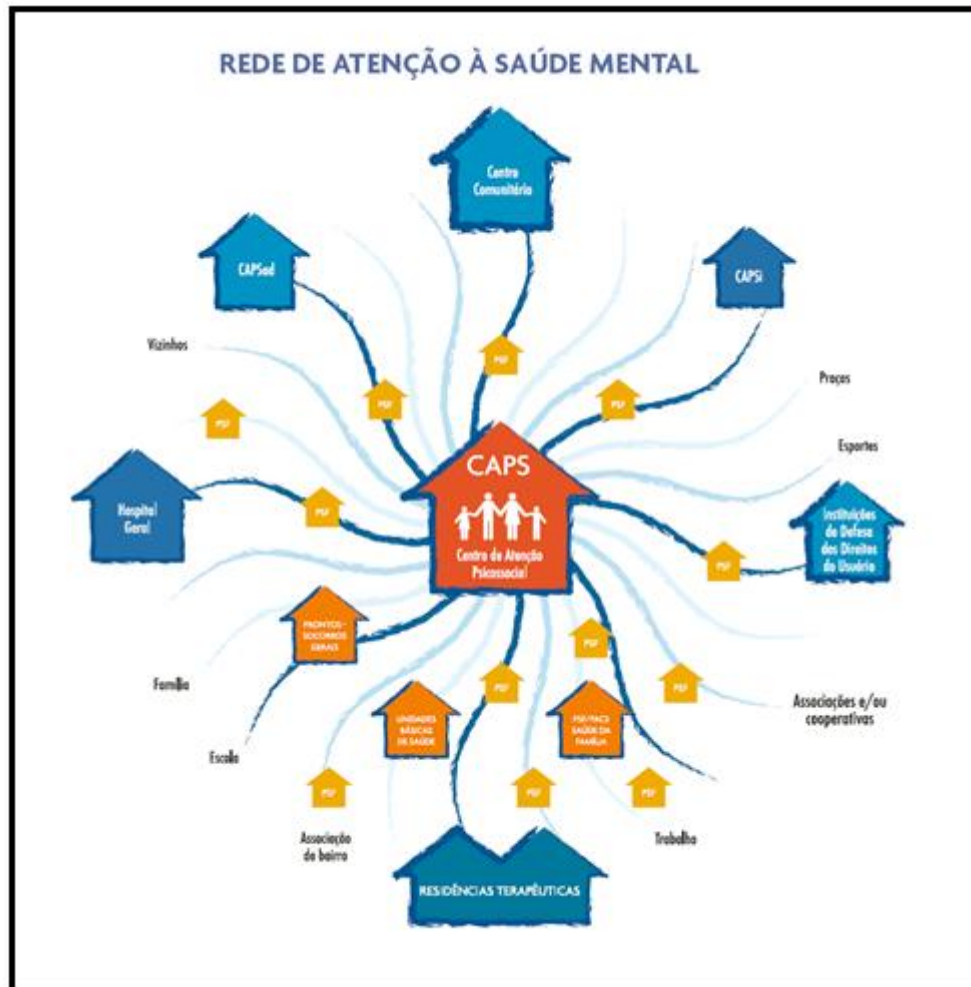 REDE DE ATENÇÃO À SAÚDE MENTAL
Centro
Comunitário
CAPSad
CAPSi
Vizinhos
PSF
PSF
PSF
Praças
PSF
Esportes
CAPS
Centro de Atenção
Psicossocial
Hospital
Geral
PSF
Instituições
de Defesa
dos Direitos
do Usuário
PSF
PRONTOS-
SOCORROS
GERAIS
PSF
Família
PSF
PSF
Associações e/ou
cooperativas
UNIDADES
BÁSICAS
DE SAÚDE
PSF/PACS
SAÚDE DA
FAMÍLIA
Escola
PSF
PSF
PSF
Associação
de bairro
Trabalho
RESIDÊNCIAS TERAPÊUTICAS